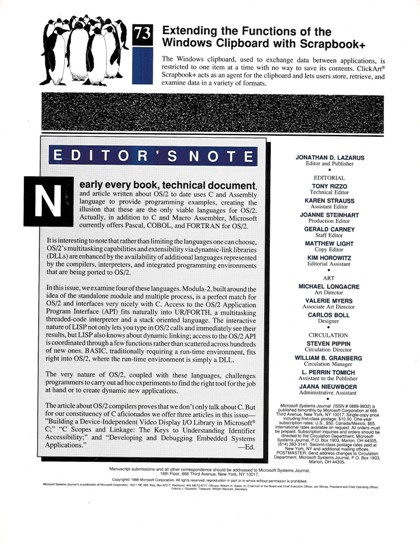 73
Extending the Functions of the
Windows Clipboard with Scrapbook+
The Windows clipboard, used to exchange data between applications, is
restricted to one item at a time with no way to save its contents. ClickArt®
Scrapbook+ acts as an agent for the clipboard and lets users store, retrieve, and
examine data in a variety of formats.
EDITOR'S NOTE
Nearly every book, technical document,
and article written about OS/2 to date uses C and Assembly
language to provide programming examples, creating the
illusion that these are the only viable languages for OS/2.
Actually, in addition to C and Macro Assembler, Microsoft
currently offers Pascal, COBOL, and FORTRAN for OS/2.
It is interesting to note that rather than limiting the languages one can choose,
OS/2's multitasking capabilities and extensibility via dynamic-link libraries
(DLLs) are enhanced by the availability of additional languages represented
by the compilers, interpreters, and integrated programming environments
that are being ported to OS/2.
In this issue, we examine four of these languages. Modula-2, built around the
idea of the standalone module and multiple process, is a perfect match for
OS/2 and interfaces very nicely with C. Access to the OS/2 Application
Program Interface (API) fits naturally into UR/FORTH, a multitasking
threaded-code interpreter and a stack oriented language. The interactive
nature of LISP not only lets you type in OS/2 calls and immediately see their
results, but LISP also knows about dynamic linking; access to the OS/2 API
is coordinated through a few functions rather than scattered across hundreds
of new ones. BASIC, traditionally requiring a run-time environment, fits
right into OS/2, where the run-time environment is simply a DLL.
The very nature of OS/2, coupled with these languages, challenges
programmers to carry out ad hoc experiments to find the right tool for the job
at hand or to create dynamic new applications.
The article about OS/2 compilers proves that we don't only talk about C. But
for our constituency of C aficionados we offer three articles in this issue—
"Building a Device-Independent Video Display I/O Library in Microsoft®
C," "C Scopes and Linkage: The Keys to Understanding Identifier
Accessibility," and "Developing and Debugging Embedded Systems
Applications."
—Ed.
JONATHAN D. LAZARUS
Editor and Publisher
•
EDITORIAL
TONY RIZZO
Technical Editor
KAREN STRAUSS
Assistant Editor
JOANNE STEINHART
Production Editor
GERALD CARNEY
Staff Editor
MATTHEW LIGHT
Copy Editor
KIM HOROWITZ
Editorial Assistant
•
ART
MICHAEL LONGACRE
Art Director
VALERIE MYERS
Associate Art Director
CARLOS BOLL
Designer
•
CIRCULATION
STEVEN PIPPIN
Circulation Director
WILLIAM B. GRANBERG
Circulation Manager
L. PERRIN TOMICH
Assistant to the Publisher
JAANA NIEUWBOER
Administrative Assistant
•
Microsoft Systems Journal (ISSN # 0889-9932) is
published bimonthly by Microsoft Corporation at 666
Third Avenue, New York, NY 10017. Single-copy price
including first-class postage: $10.00. One-year
subscription rates: U.S., $50. Canada/Mexico, $65.
International rates available on request. All orders must
be prepaid. Subscription inquiries and orders should be
directed to the Circulation Department, Microsoft
Systems Journal, P.O. Box 1903, Marion, OH 44305.
Second-class postage rates paid at
New York, NY and additional mailing offices.
POSTMASTER: Send address changes to Circulation
Department, Microsoft Systems Journal, P.O. Box 1903,
Marion, OH 44305.
Manuscript submissions and all other correspondence should be addressed to Microsoft Systems Journal,
16th Floor, 666 Third Avenue, New York, NY 10017.
Copyright© 1989 Microsoft Corporation. All rights reserved; reproduction in part or in whole without permission is prohibited.